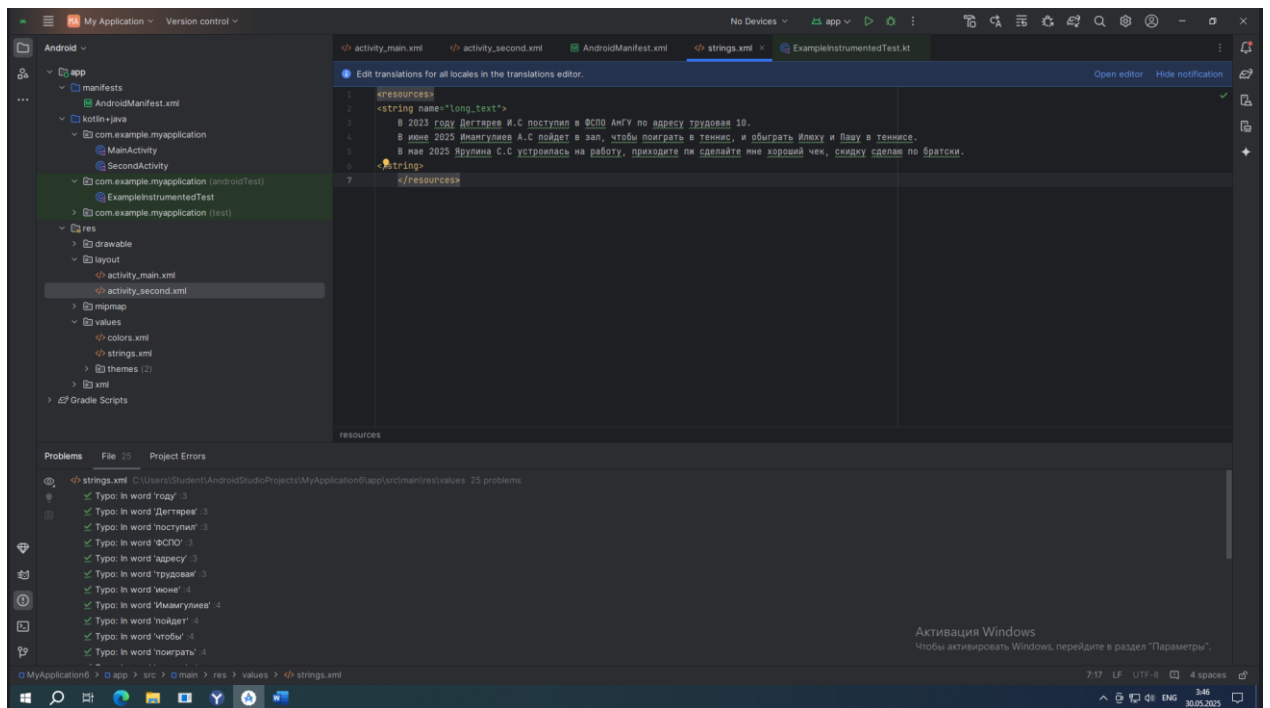 MA My Application Version control No Devices app
Android
activity_main.xml activity_second.xml AndroidManifest.xml strings.xml ExampleInstrumentedTest.kt
Edit translations for all locales in the translations editor. Open editor Hide notification
app
manifests
AndroidManifest.xml
kotlin+java
com.example.myapplication
MainActivity
SecondActivity
com.example.myapplication (androidTest)
ExampleInstrumentedTest
com.example.myapplication (test)
res
drawable
layout
activity_main.xml
activity_second.xml
mipmap
values
colors.xml
strings.xml
themes (2)
xml
Gradle Scripts
1 <resources>
2 <string name="long_text">
3 В 2023 году Дегтярев И.С поступил в ФСПО АмГУ по адресу трудовая 10.
4 В июне 2025 Имамгулиев А.С пойдет в зал, чтобы поиграть в теннис, и обыграть Илюху и Пашу в теннисе.
5 В мае 2025 Ярулина С.С устроилась на работу, приходите пж сделайте мне хороший чек, скидку сделаю по братски.
6 </string>
7 </resources>
resources
Problems File 25 Project Errors
strings.xml C:\Users\Student\AndroidStudioProjects\MyApplication6\app\src\main\res\values 25 problems
Typo: In word 'году' :3
Typo: In word 'Дегтярев' :3
Typo: In word 'поступил' :3
Typo: In word 'ФСПО' :3
Typo: In word 'адресу' :3
Typo: In word 'трудовая' :3
Typo: In word 'июне' :4
Typo: In word 'Имамгулиев' :4
Typo: In word 'пойдет' :4
Typo: In word 'чтобы' :4
Typo: In word 'поиграть' :4
Активация Windows
Чтобы активировать Windows, перейдите в раздел "Параметры".
MyApplication6 > app > src > main > res > values > strings.xml 7:17 LF UTF-8 4 spaces
ENG 3:46
30.05.2025